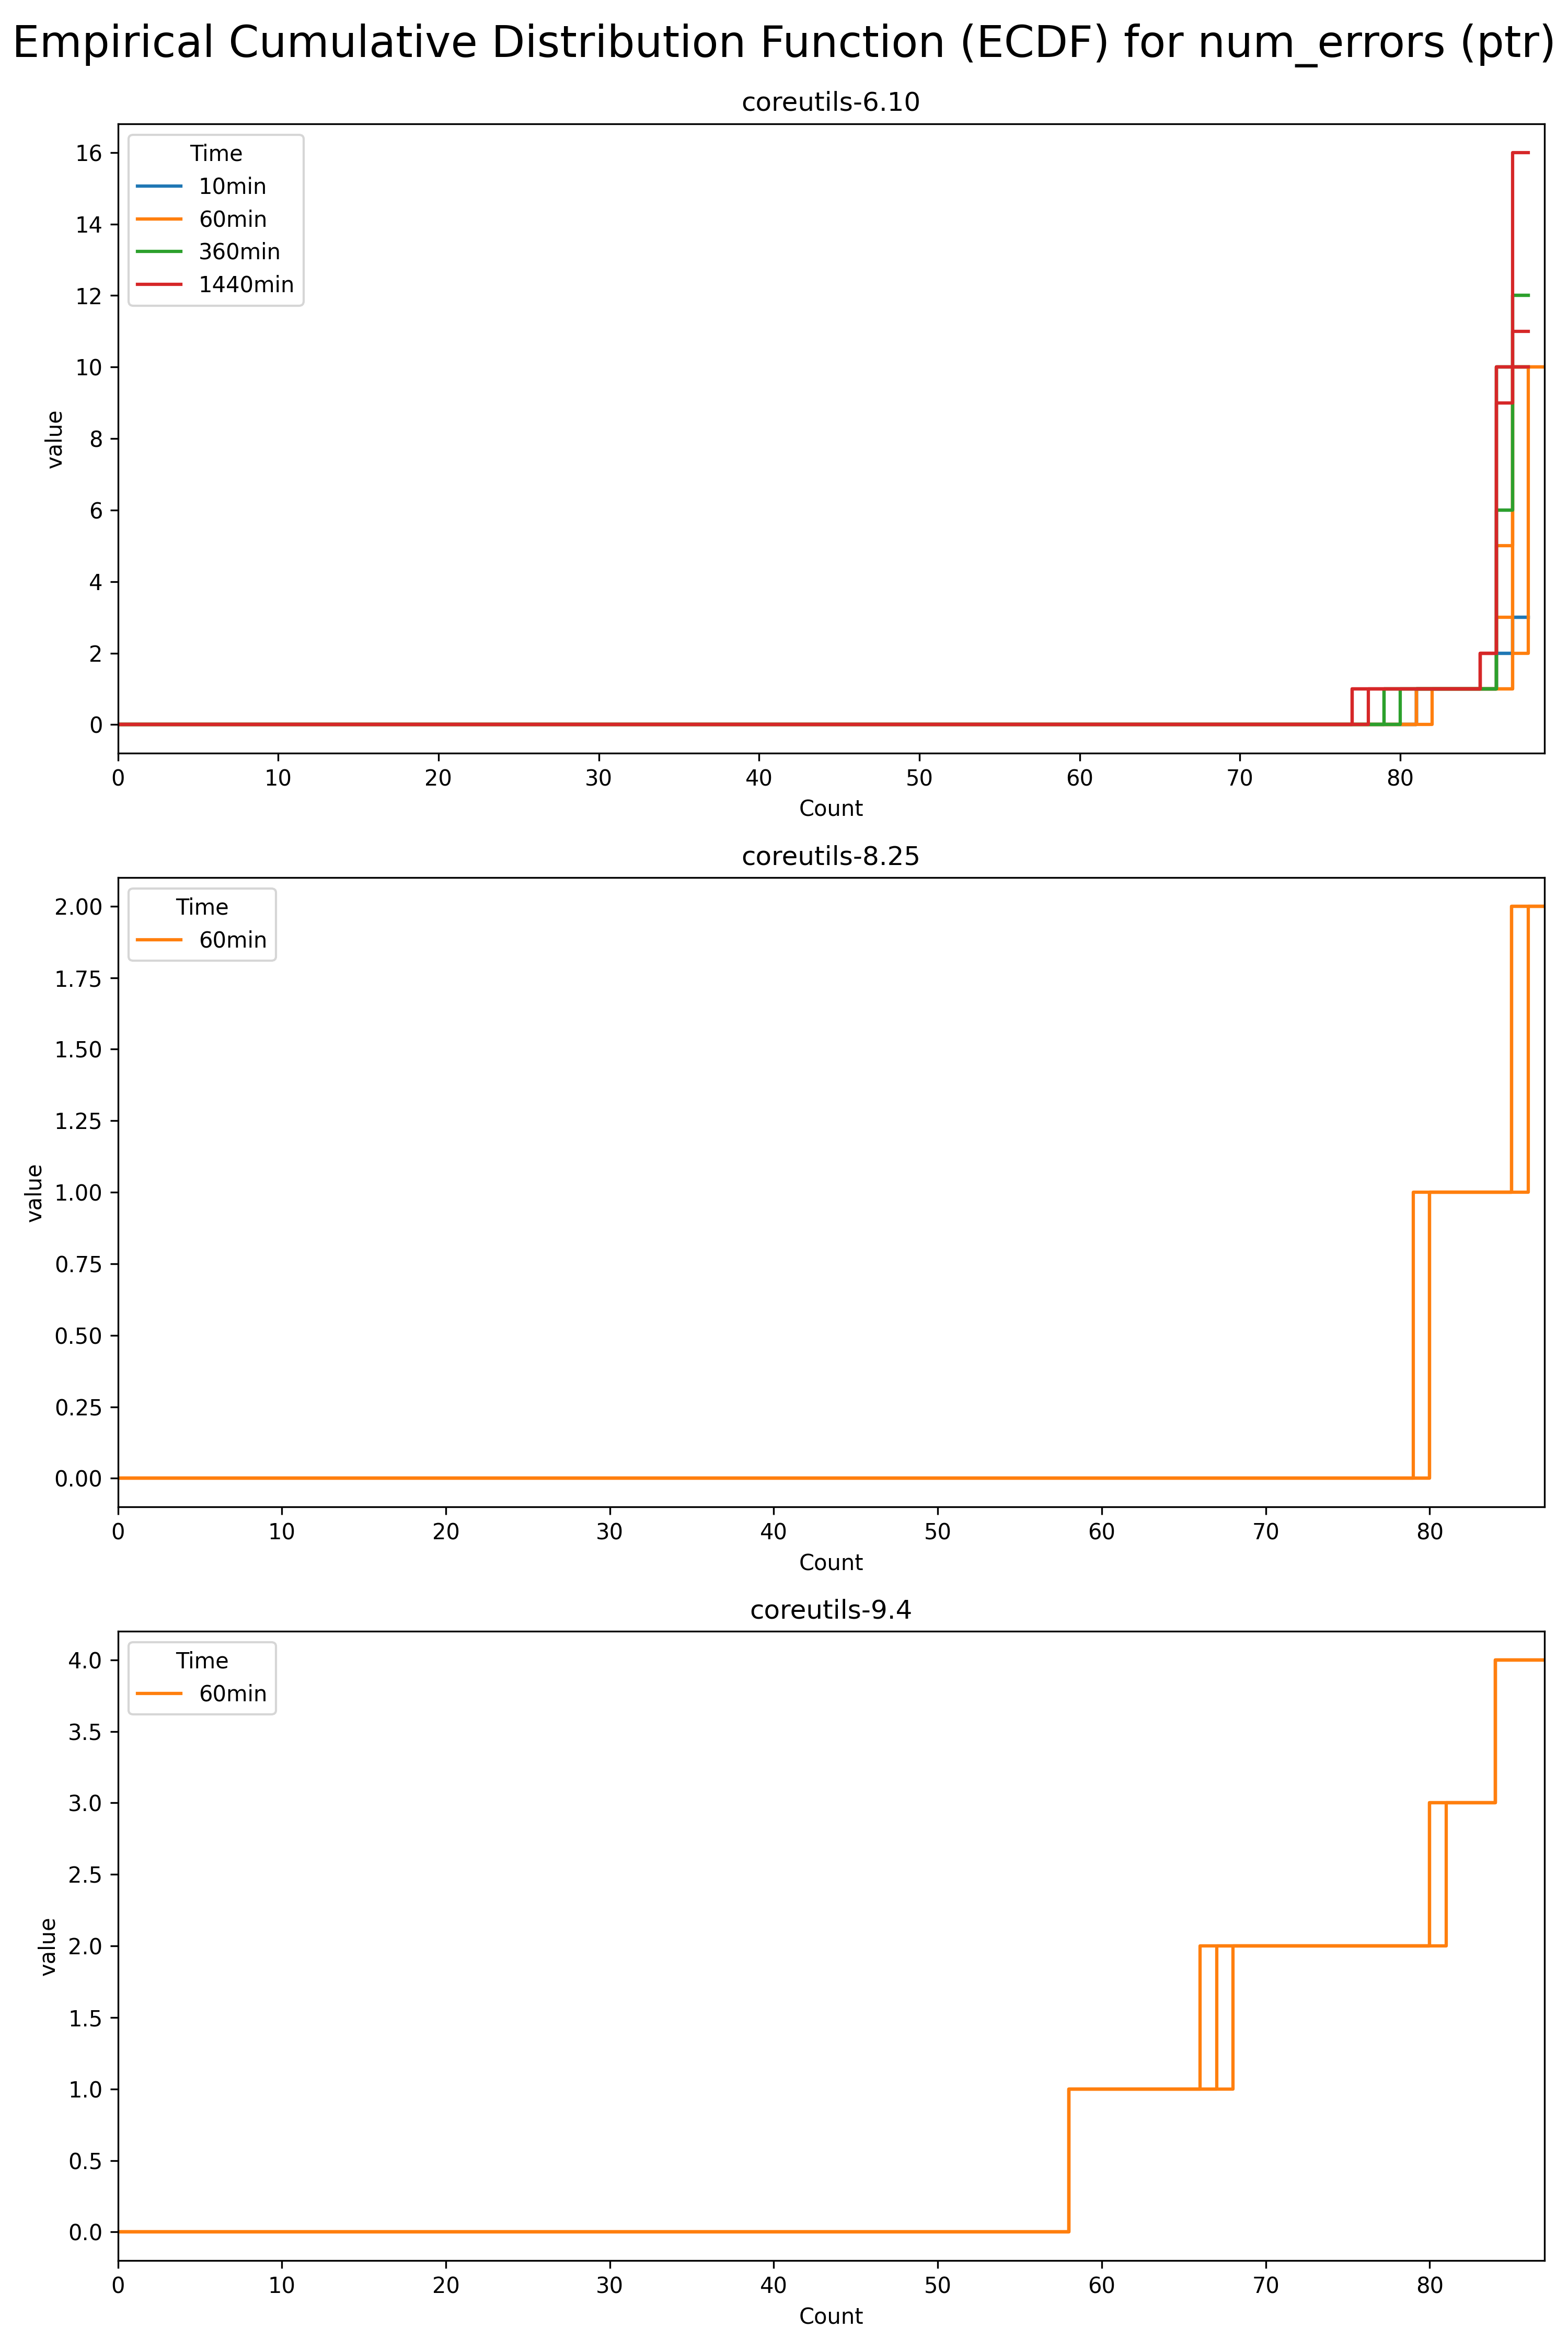 Empirical Cumulative Distribution Function (ECDF) for num_errors (ptr)
coreutils-6.10
Time
10min
60min
360min
1440min
16
14
12
10
8
6
4
2
0
value
0 10 20 30 40 50 60 70 80
Count
coreutils-8.25
Time
60min
2.00
1.75
1.50
1.25
1.00
0.75
0.50
0.25
0.00
value
0 10 20 30 40 50 60 70 80
Count
coreutils-9.4
Time
60min
4.0
3.5
3.0
2.5
2.0
1.5
1.0
0.5
0.0
value
0 10 20 30 40 50 60 70 80
Count